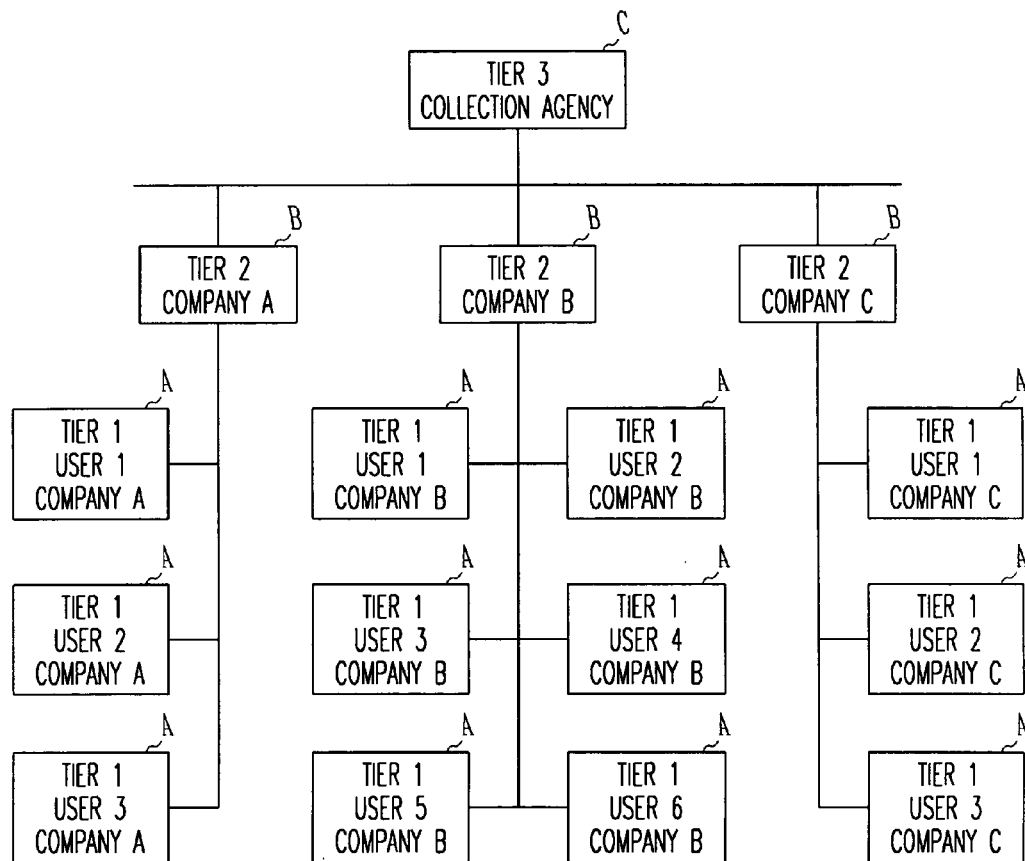 C
TIER 3
COLLECTION AGENCY
B
TIER 2
COMPANY A
B
TIER 2
COMPANY B
B
TIER 2
COMPANY C
A
TIER 1
USER 1
COMPANY A
A
TIER 1
USER 1
COMPANY B
A
TIER 1
USER 2
COMPANY B
A
TIER 1
USER 1
COMPANY C
A
TIER 1
USER 2
COMPANY A
A
TIER 1
USER 3
COMPANY B
A
TIER 1
USER 4
COMPANY B
A
TIER 1
USER 2
COMPANY C
A
TIER 1
USER 3
COMPANY A
A
TIER 1
USER 5
COMPANY B
A
TIER 1
USER 6
COMPANY B
A
TIER 1
USER 3
COMPANY C